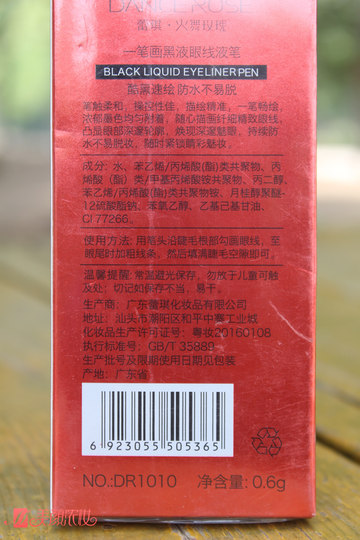 DANCE ROSE
蕾琪·火嘴玫瑰
一笔画黑液眼线液笔
BLACK LIQUID EYELINER PEN
酷黑速绘 防水不易脱
笔触柔和，操控性佳，描绘精准，一笔畅绘，
浓郁墨色均匀附着，随心描画纤细精致眼线，
凸显眼部深邃轮廓，焕现深邃魅眼，持续防
水不易脱妆，随时紧锁睛彩魅妆。
成分：水、苯乙烯/丙烯酸(酯)类共聚物、丙
烯酸（酯）类/甲基丙烯酸铵共聚物、丙二醇、
苯乙烯/丙烯酸(酯)类共聚物铵、月桂醇聚醚-
12硫酸酯钠、苯氧乙醇、乙基己基甘油、
CI 77266。
使用方法：用笔头沿睫毛根部勾画眼线，至
眼尾时加粗线条，然后填满睫毛空隙即可。
温馨提醒：常温避光保存，勿放于儿童可触
及处；切记如保存不当，易干。
生产商：广东蕾琪化妆品有限公司
地址：汕头市潮阳区和平中寨工业城
化妆品生产许可证号：粤妆20160108
执行标准号：GB/T 35889
生产批号及限期使用日期见包装
产地：广东省
6 923055 505365
NO.:DR1010 净含量: 0.6g